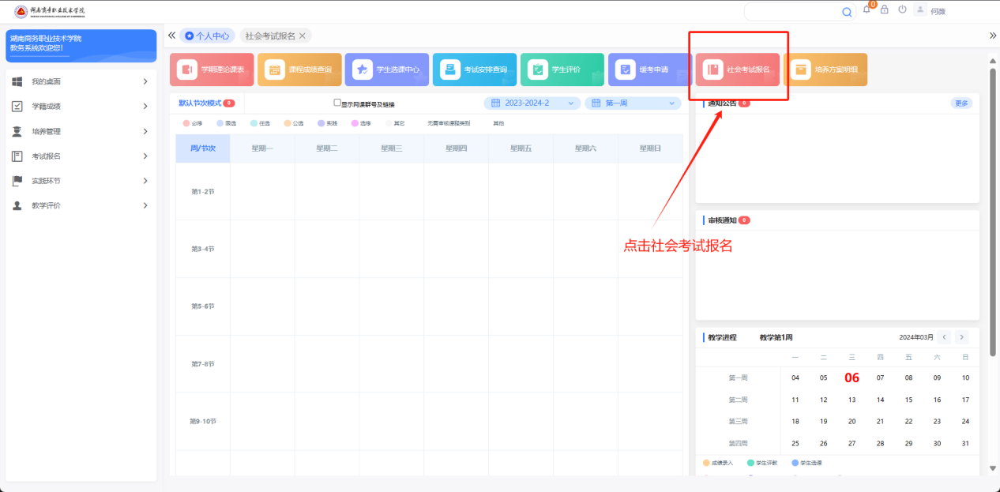 湖南商务职业技术学院
0
何薇
湖南商务职业技术学院
教务系统欢迎您!
个人中心
社会考试报名
学期理论课表
课程成绩查询
学生选课中心
考试安排查询
学生评价
缓考申请
社会考试报名
培养方案明细
我的桌面
学籍成绩
培养管理
考试报名
实践环节
教学评价
默认节次模式 0
显示网课群号及链接
2023-2024-2
第一周
必修 限选 任选 公选 实践 选修 其它 无需审核课程类别 其他
周/节次 星期一 星期二 星期三 星期四 星期五 星期六 星期日
第1-2节
第3-4节
第5-6节
第7-8节
第9-10节
通知公告 0
更多
审核通知 0
点击社会考试报名
教学进程 教学第1周 2024年03月
一 二 三 四 五 六 日
第一周 04 05 06 07 08 09 10
第二周 11 12 13 14 15 16 17
第三周 18 19 20 21 22 23 24
第四周 25 26 27 28 29 30 31
成绩录入 学生评教 学生选课